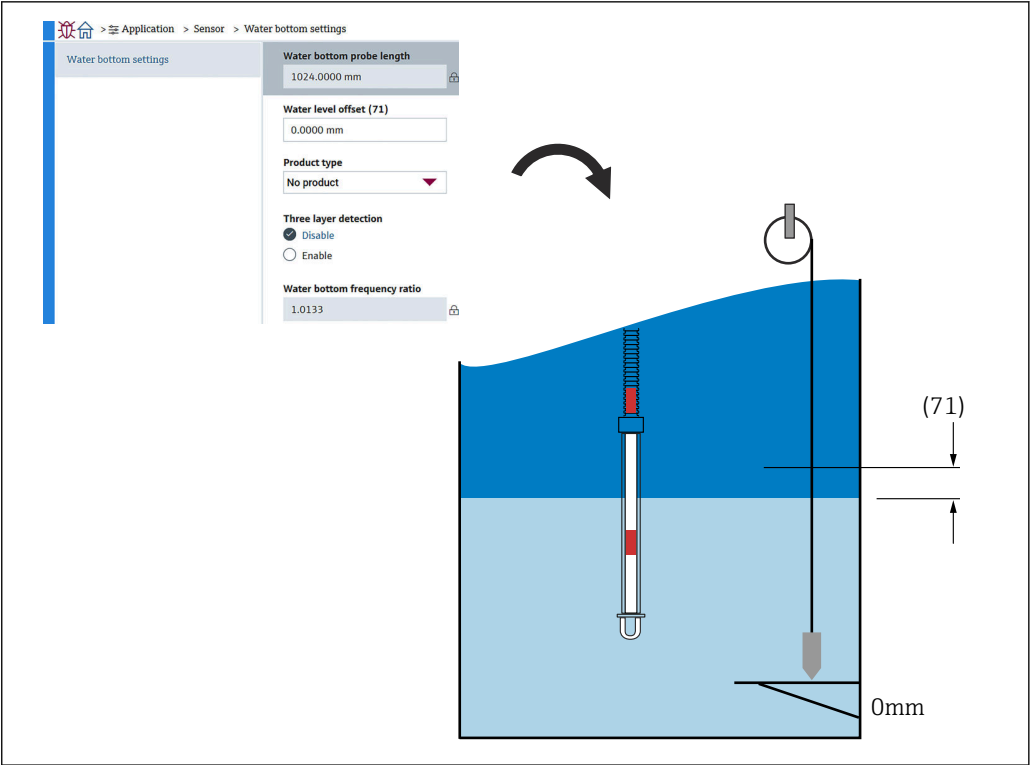 > Application > Sensor > Water bottom settings
Water bottom settings
Water bottom probe length
1024.0000 mm
Water level offset (71)
0.0000 mm
Product type
No product
Three layer detection
Disable
Enable
Water bottom frequency ratio
1.0133
(71)
0mm